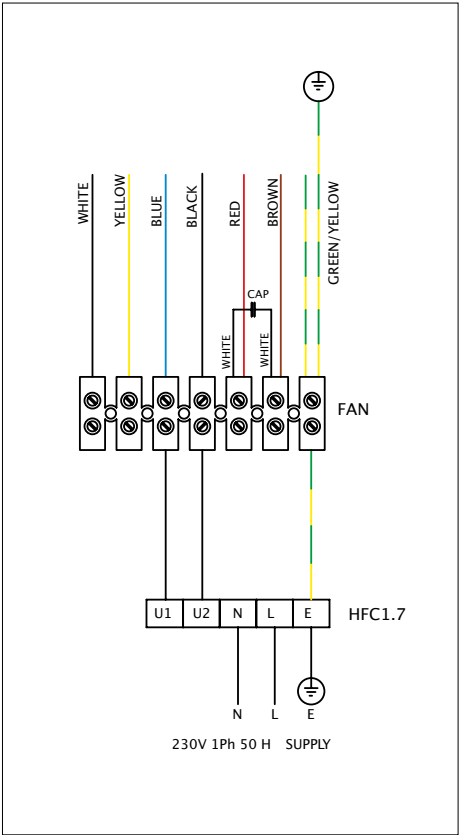 WHITE
YELLOW
BLUE
BLACK
RED
BROWN
GREEN/YELLOW
CAP
WHITE
WHITE
FAN
U1 U2 N L E HFC1.7
N L E
230V 1Ph 50 H SUPPLY